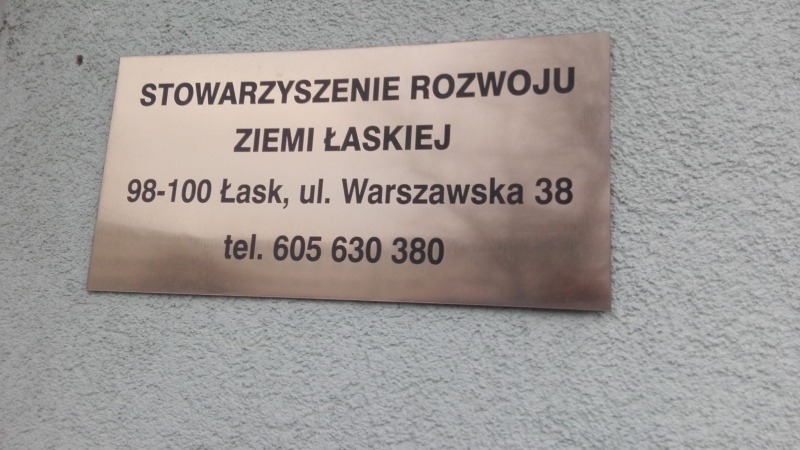 STOWARZYSZENIE ROZWOJU
ZIEMI ŁASKIEJ
98-100 Łask, ul. Warszawska 38
tel. 605 630 380